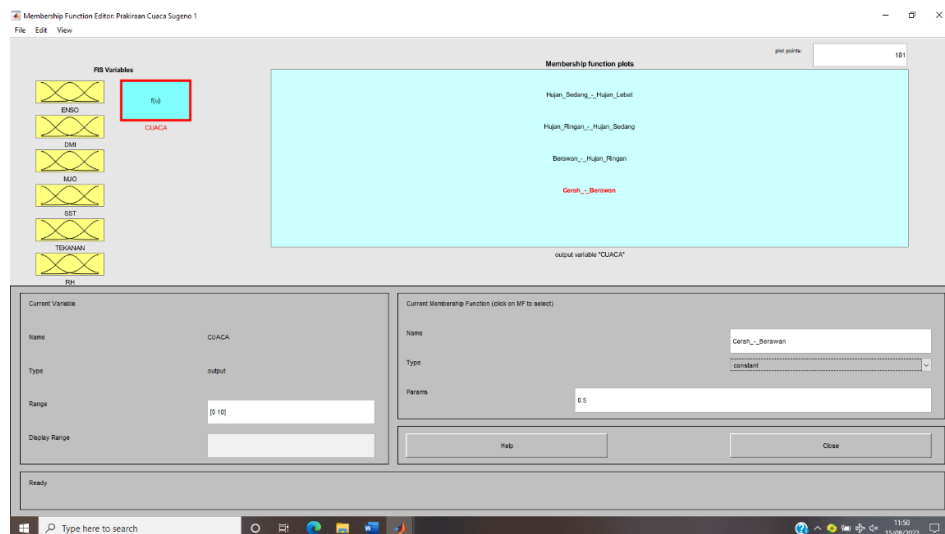 Membership Function Editor: Prakiraan Cuaca Sugeno 1
File Edit View
plot points:
181
FIS Variables
Membership function plots
f(u)
ENSO
CUACA
DMI
MJO
SST
TEKANAN
RH
Hujan_Sedang_-_Hujan_Lebat
Hujan_Ringan_-_Hujan_Sedang
Berawan_-_Hujan_Ringan
Cerah_-_Berawan
output variable "CUACA"
Current Variable
Name CUACA
Type output
Range [0 10]
Display Range
Current Membership Function (click on MF to select)
Name Cerah_-_Berawan
Type constant
Params 0.5
Help Close
Ready
Type here to search
11:50
15/08/2022